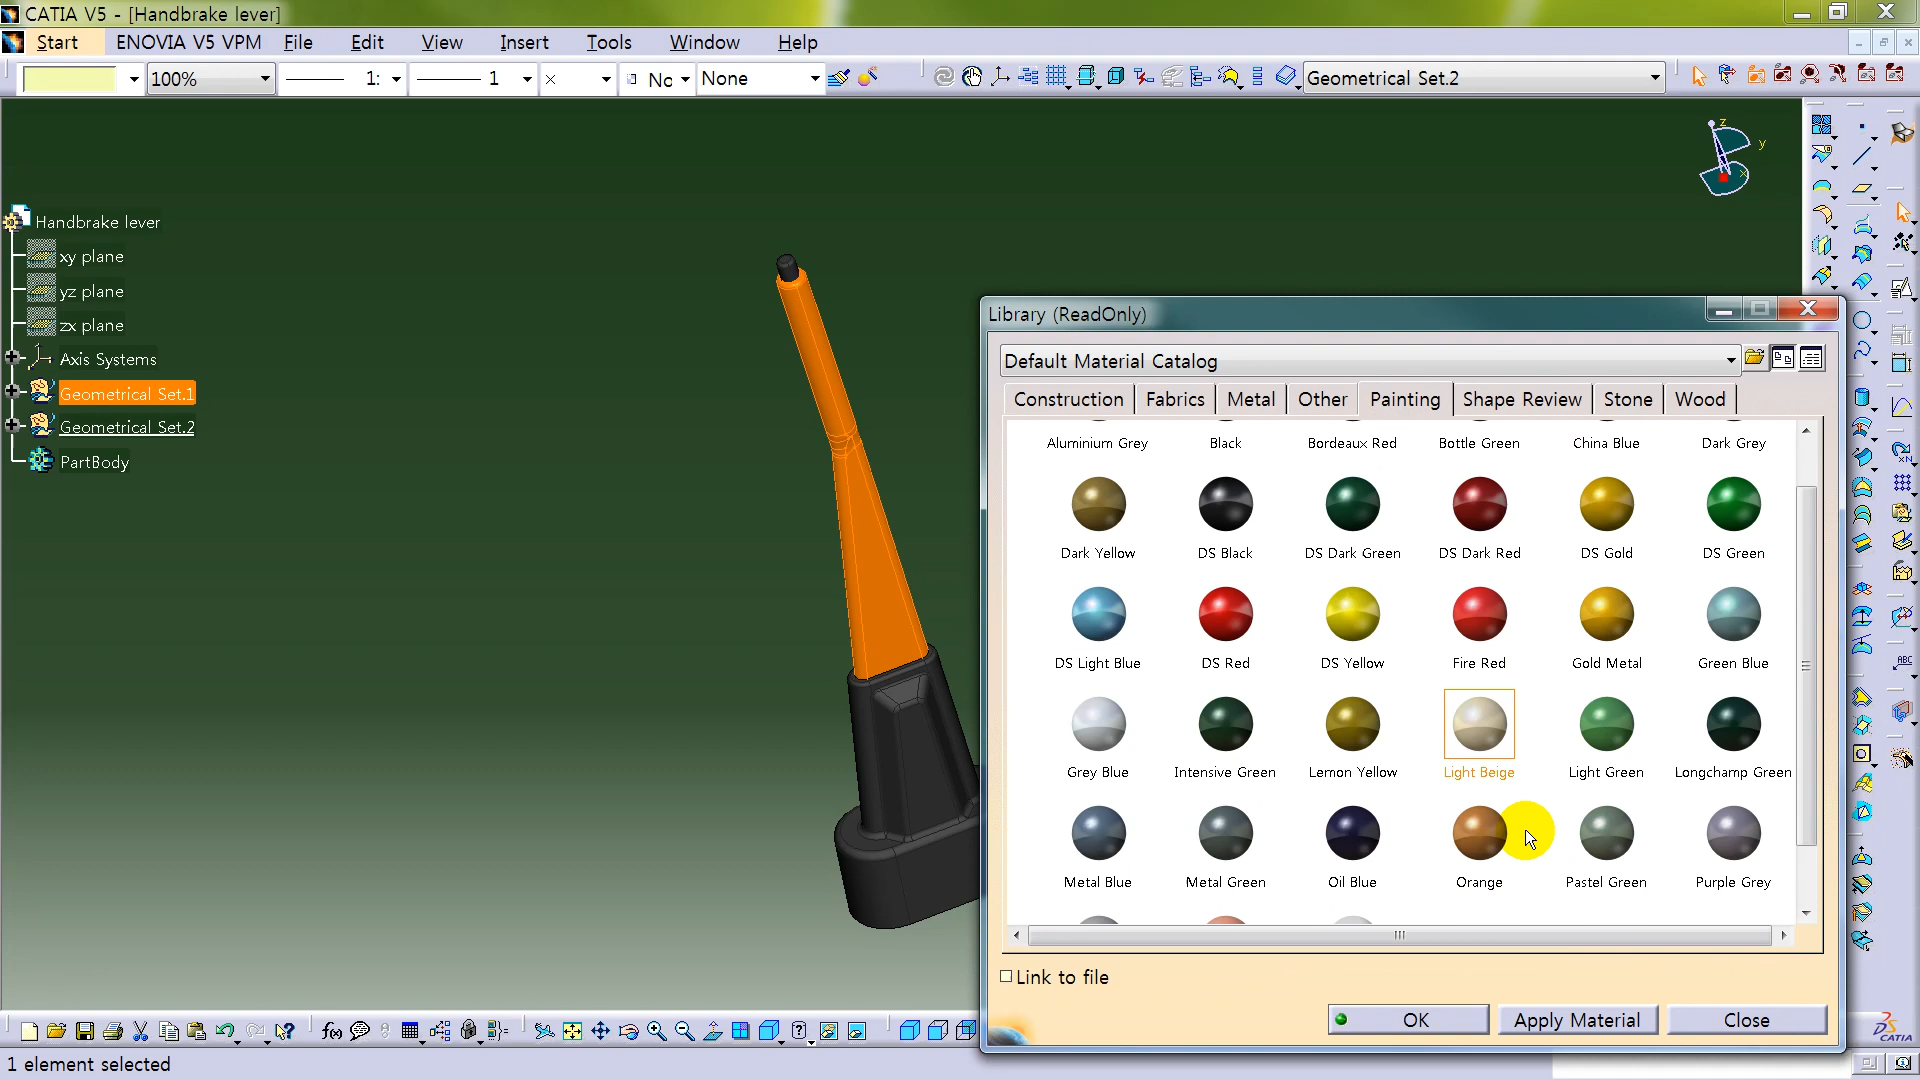 CATIA V5 - [Handbrake lever]
Start ENOVIA V5 VPM File Edit View Insert Tools Window Help
100% 1: 1 No None Geometrical Set.2
z
y
x
Handbrake lever
xy plane
yz plane
zx plane
Axis Systems
Geometrical Set.1
Geometrical Set.2
PartBody
Library (ReadOnly)
Default Material Catalog
Construction Fabrics Metal Other Painting Shape Review Stone Wood
Aluminium Grey Black Bordeaux Red Bottle Green China Blue Dark Grey
Dark Yellow DS Black DS Dark Green DS Dark Red DS Gold DS Green
DS Light Blue DS Red DS Yellow Fire Red Gold Metal Green Blue
Grey Blue Intensive Green Lemon Yellow Light Beige Light Green Longchamp Green
Metal Blue Metal Green Oil Blue Orange Pastel Green Purple Grey
Link to file
OK Apply Material Close
f(x)
CATIA
1 element selected